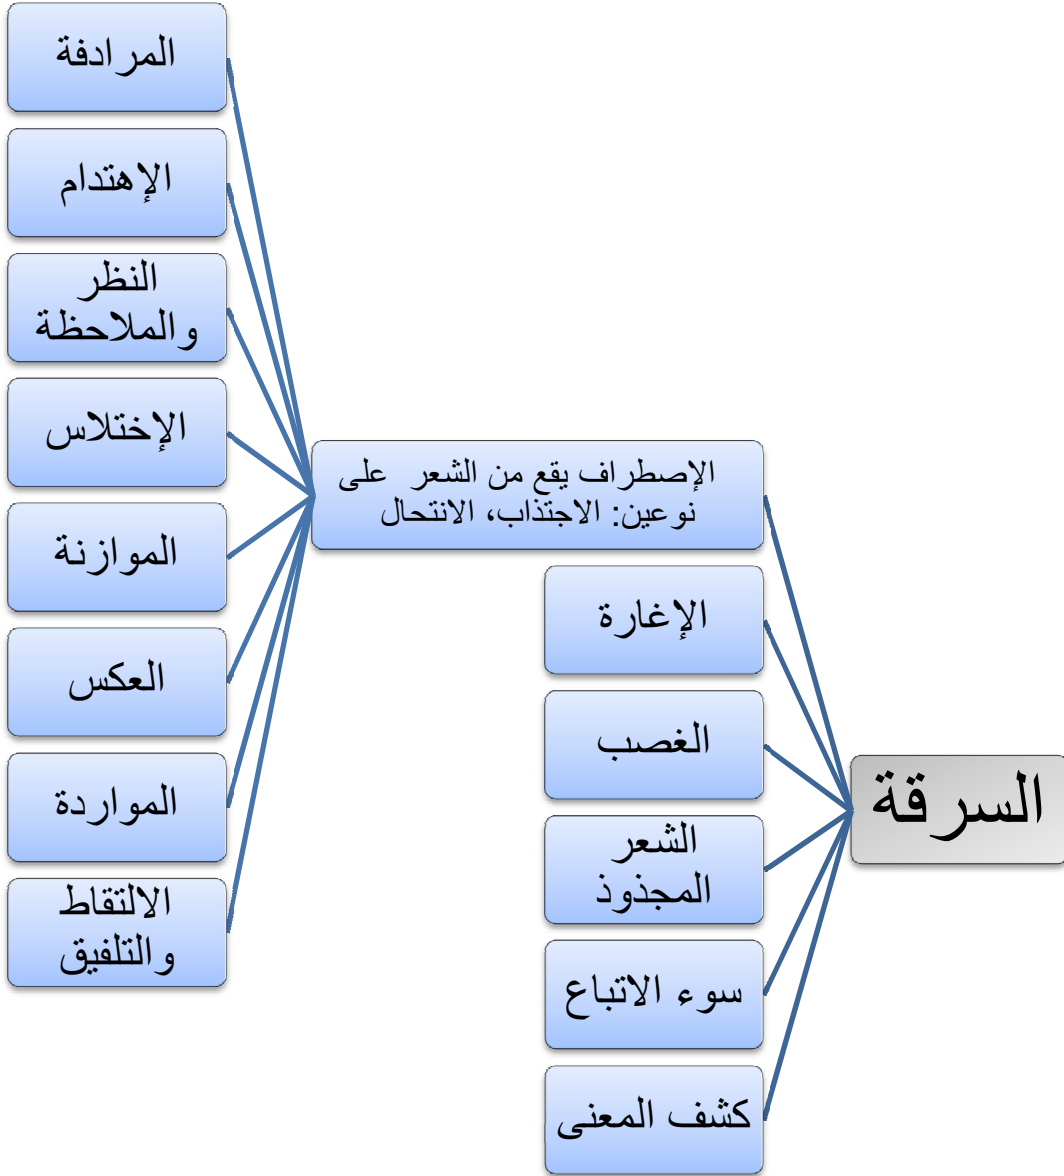 السرقة
الإصطراف يقع من الشعر على
نوعين: الاجتذاب، الانتحال
المرادفة
الإهتدام
النظر
والملاحظة
الإختلاس
الموازنة
العكس
المواردة
الالتقاط
والتلفيق
الإغارة
الغصب
الشعر
المجذوذ
سوء الاتباع
كشف المعنى